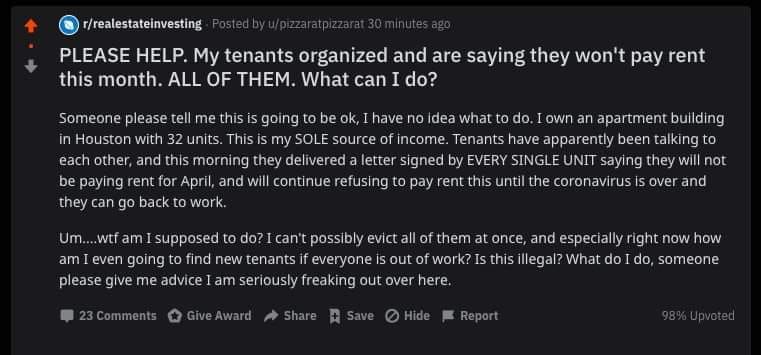 r/realestateinvesting · Posted by u/pizzaratpizzarat 30 minutes ago
PLEASE HELP. My tenants organized and are saying they won't pay rent
this month. ALL OF THEM. What can I do?
Someone please tell me this is going to be ok, I have no idea what to do. I own an apartment building
in Houston with 32 units. This is my SOLE source of income. Tenants have apparently been talking to
each other, and this morning they delivered a letter signed by EVERY SINGLE UNIT saying they will not
be paying rent for April, and will continue refusing to pay rent this until the coronavirus is over and
they can go back to work.
Um....wtf am I supposed to do? I can't possibly evict all of them at once, and especially right now how
am I even going to find new tenants if everyone is out of work? Is this illegal? What do I do, someone
please give me advice I am seriously freaking out over here.
23 Comments Give Award Share Save Hide Report 98% Upvoted